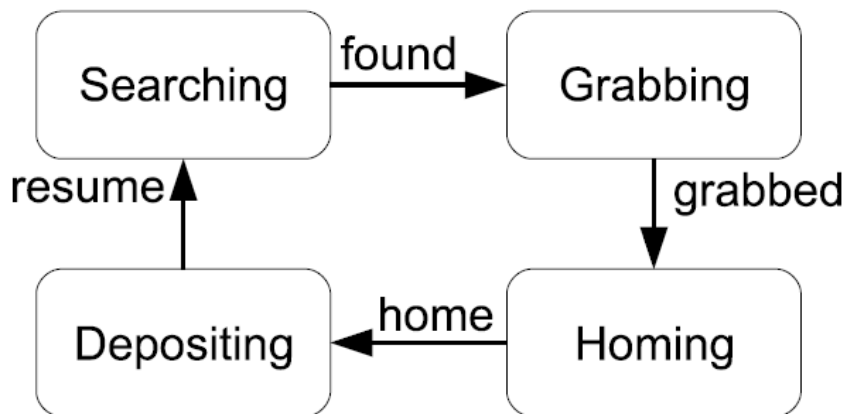 found
Searching
Grabbing
resume
grabbed
home
Depositing
Homing